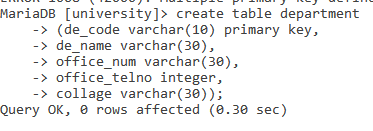 MariaDB [university]> create table department
-> (de_code varchar(10) primary key,
-> de_name varchar(30),
-> office_num varchar(30),
-> office_telno integer,
-> collage varchar(30));
Query OK, 0 rows affected (0.30 sec)